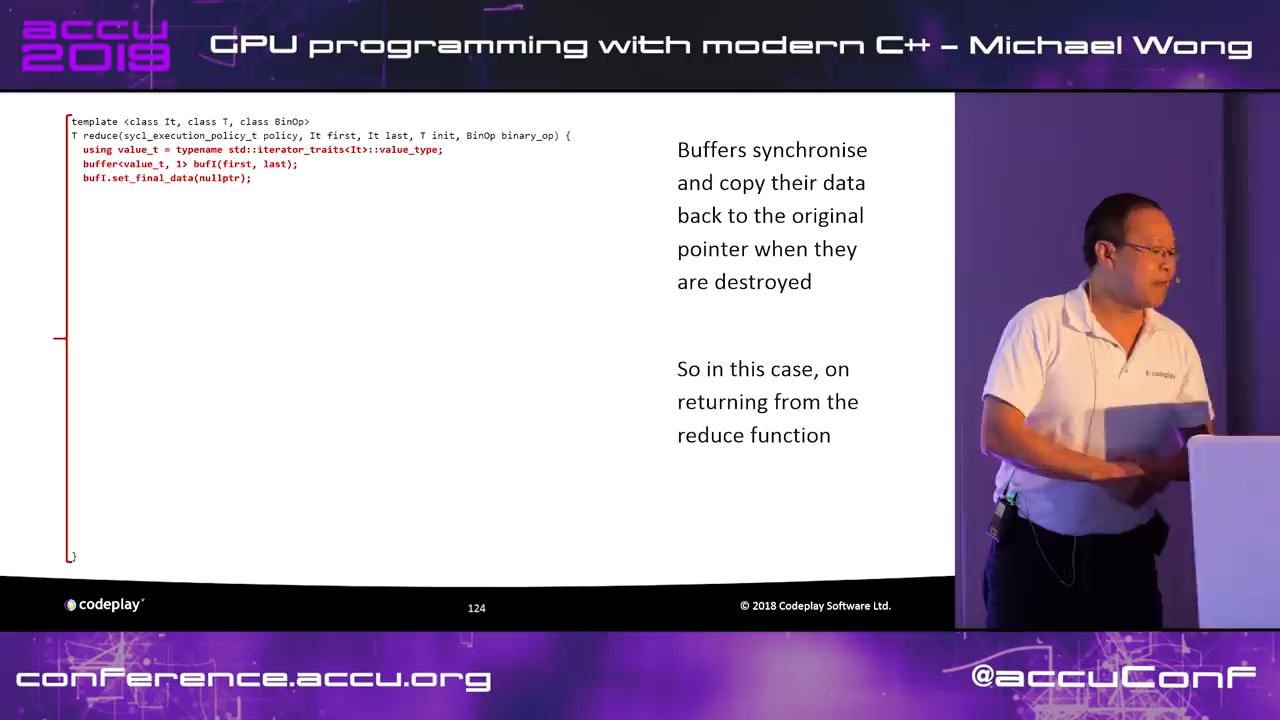 accu
2019
GPU programming with modern C++ – Michael Wong
template <class It, class T, class BinOp>
T reduce(sycl_execution_policy_t policy, It first, It last, T init, BinOp binary_op) {
using value_t = typename std::iterator_traits<It>::value_type;
buffer<value_t, 1> bufI(first, last);
bufI.set_final_data(nullptr);
}
Buffers synchronise
and copy their data
back to the original
pointer when they
are destroyed
So in this case, on
returning from the
reduce function
codeplay
codeplay
124
© 2018 Codeplay Software Ltd.
conference.accu.org
@accuConf